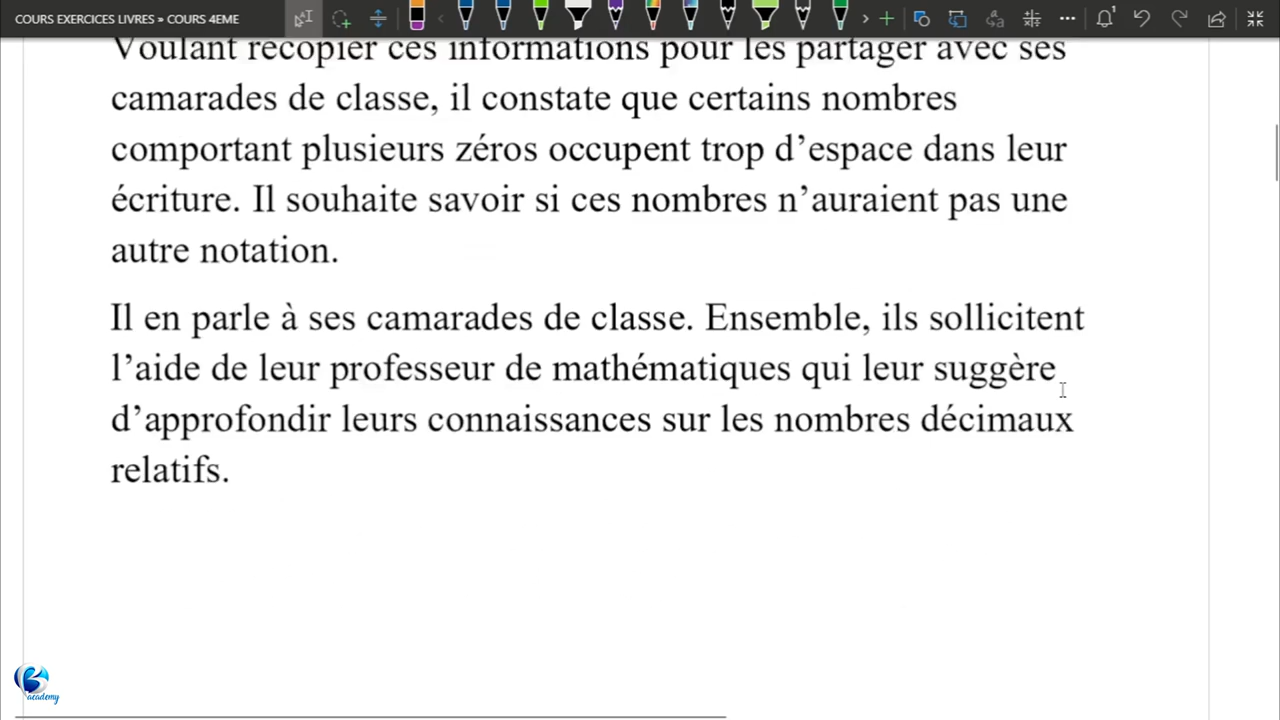 COURS EXERCICES LIVRES » COURS 4EME
Voulant recopier ces informations pour les partager avec ses
camarades de classe, il constate que certains nombres
comportant plusieurs zéros occupent trop d’espace dans leur
écriture. Il souhaite savoir si ces nombres n’auraient pas une
autre notation.
Il en parle à ses camarades de classe. Ensemble, ils sollicitent
l’aide de leur professeur de mathématiques qui leur suggère
d’approfondir leurs connaissances sur les nombres décimaux
relatifs.
academy